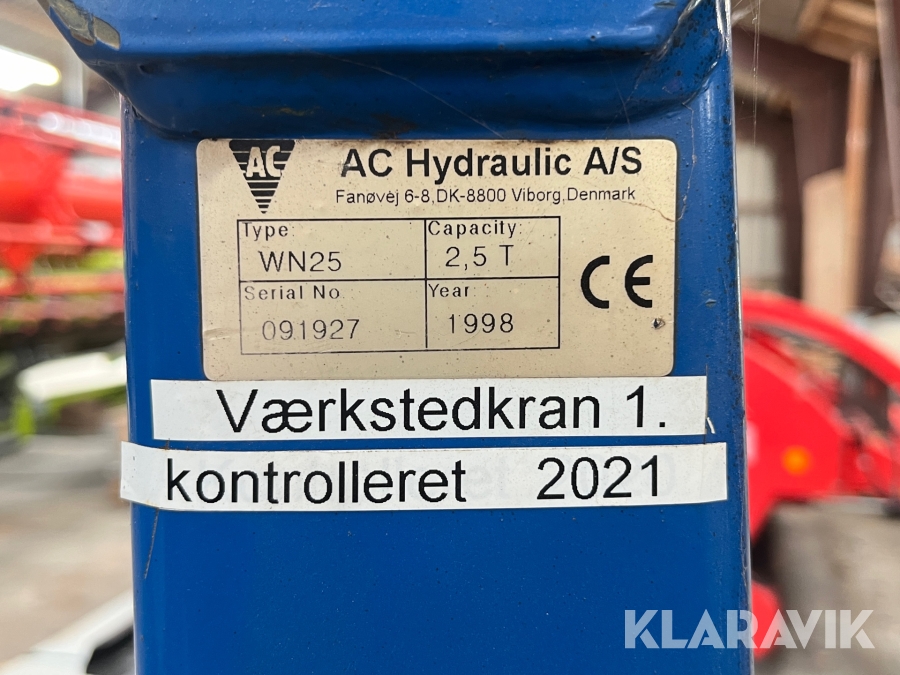 AC
AC Hydraulic A/S
Fanøvej 6-8, DK-8800 Viborg, Denmark
Type: Capacity:
WN25 2,5 T
Serial No Year
091927 1998
CE
Værkstedkran 1.
kontrolleret 2021
KLARAVIK